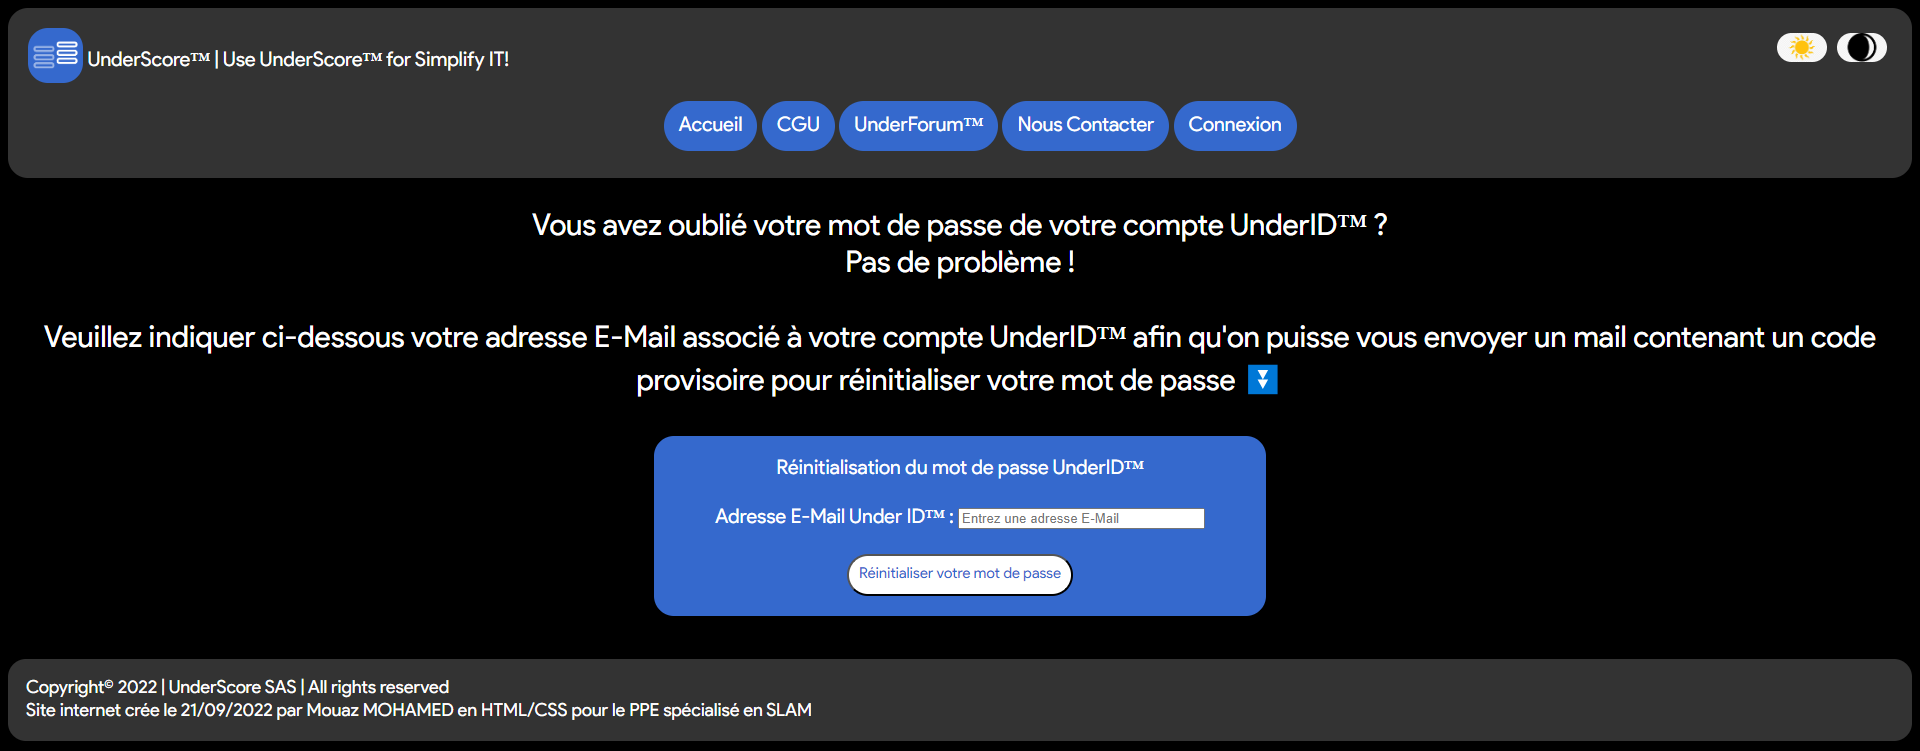 UnderScore™ | Use UnderScore™ for Simplify IT!
Accueil
CGU
UnderForum™
Nous Contacter
Connexion
Vous avez oublié votre mot de passe de votre compte UnderID™ ?
Pas de problème !
Veuillez indiquer ci-dessous votre adresse E-Mail associé à votre compte UnderID™ afin qu'on puisse vous envoyer un mail contenant un code
provisoire pour réinitialiser votre mot de passe ⏬
Réinitialisation du mot de passe UnderID™
Adresse E-Mail Under ID™ : Entrez une adresse E-Mail
Réinitialiser votre mot de passe
Copyright© 2022 | UnderScore SAS | All rights reserved
Site internet crée le 21/09/2022 par Mouaz MOHAMED en HTML/CSS pour le PPE spécialisé en SLAM